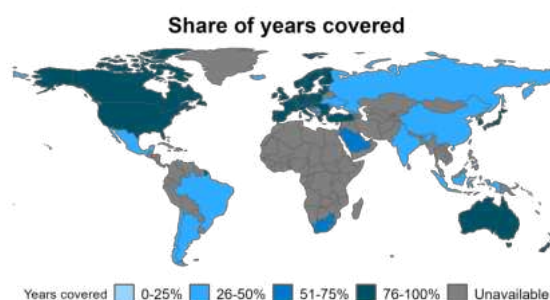 Share of years covered
Years covered 0-25% 26-50% 51-75% 76-100% Unavailable